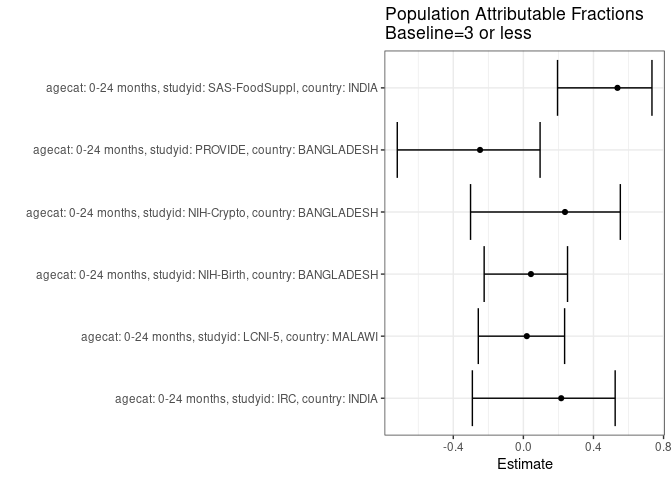 Population Attributable Fractions
Baseline=3 or less
agecat: 0-24 months, studyid: SAS-FoodSuppl, country: INDIA
agecat: 0-24 months, studyid: PROVIDE, country: BANGLADESH
agecat: 0-24 months, studyid: NIH-Crypto, country: BANGLADESH
agecat: 0-24 months, studyid: NIH-Birth, country: BANGLADESH
agecat: 0-24 months, studyid: LCNI-5, country: MALAWI
agecat: 0-24 months, studyid: IRC, country: INDIA
-0.4 0.0 0.4 0.8
Estimate